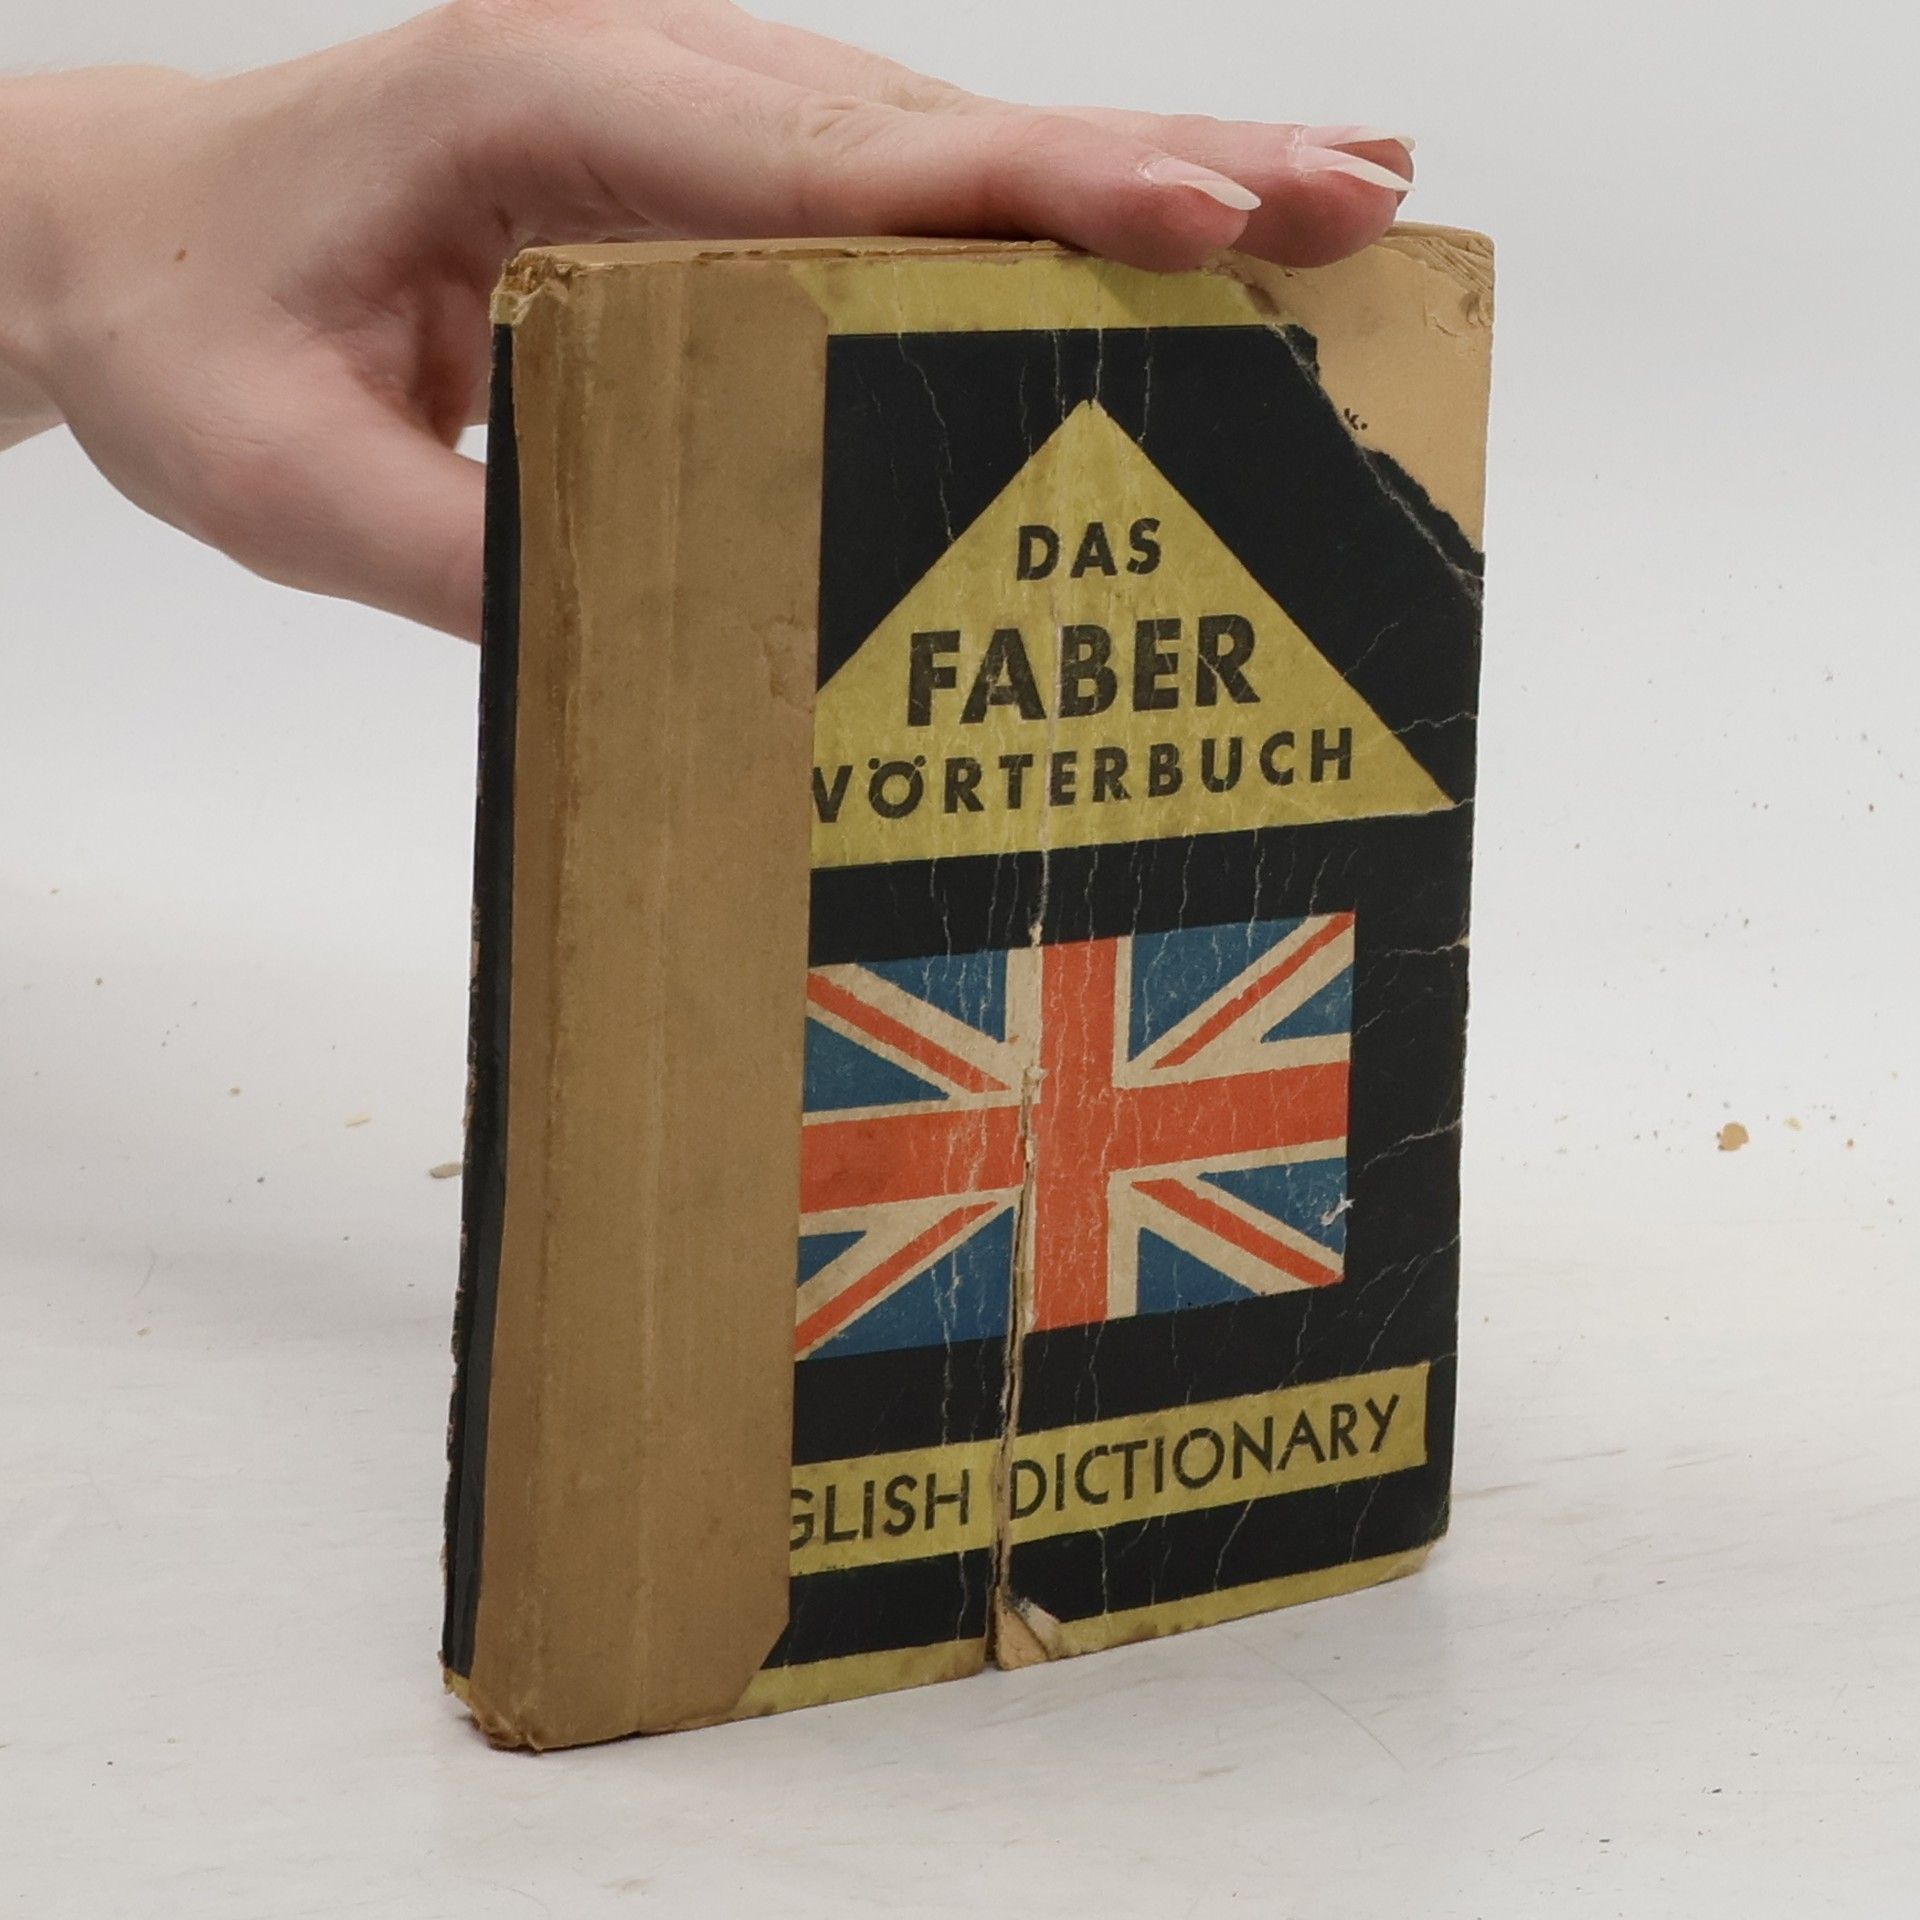 DAS
FABER
WÖRTERBUCH
GLISH DICTIONARY